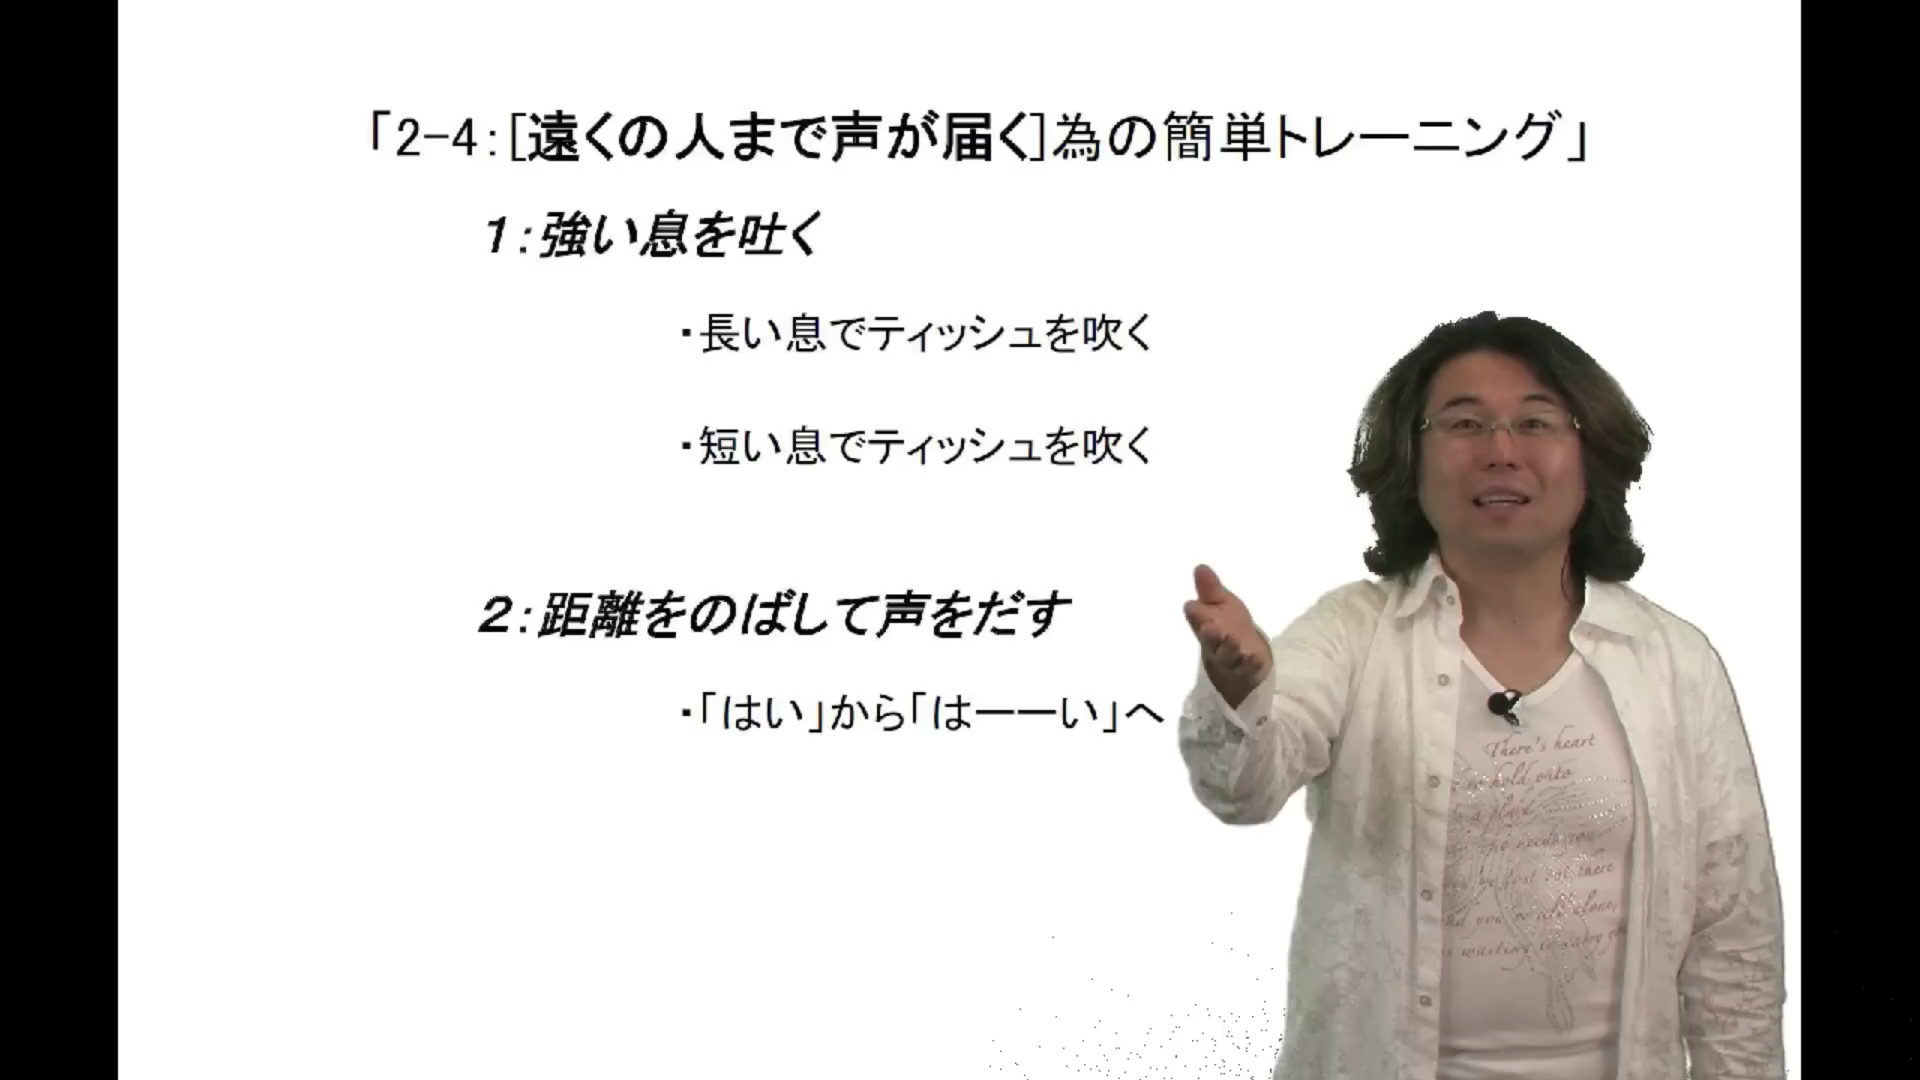 「2-4:[遠くの人まで声が届く]為の簡単トレーニング」
1:強い息を吐く
・長い息でティッシュを吹く
・短い息でティッシュを吹く
2:距離をのばして声をだす
・「はい」から「はーーい」へ
There's heart
hold onto